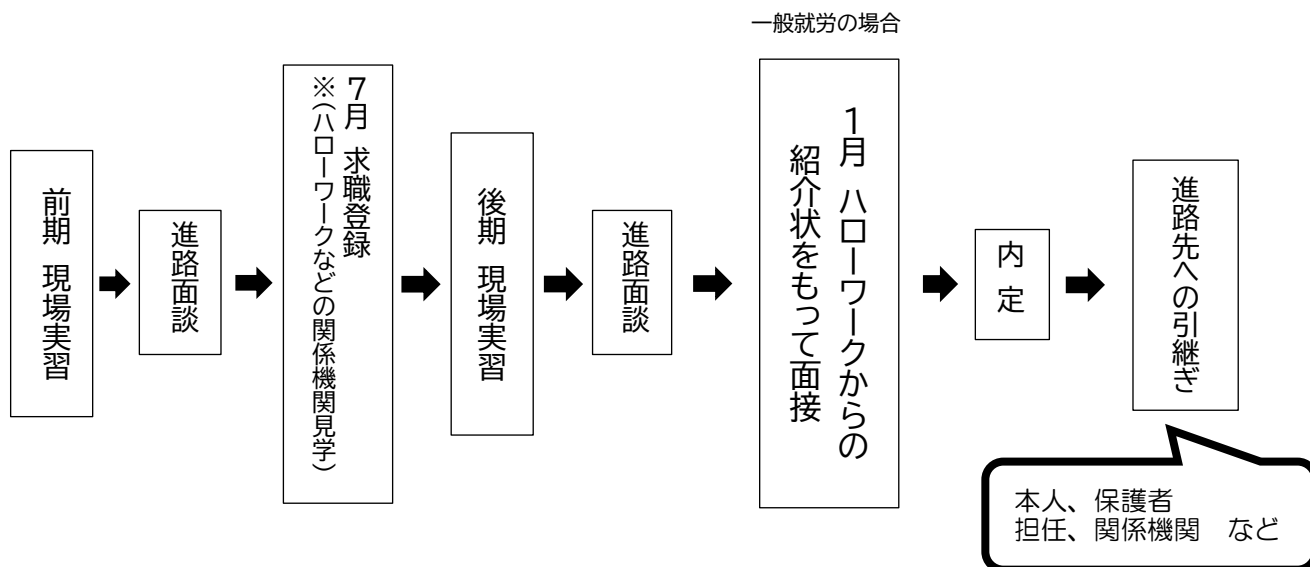 一般就労の場合
前期 現場実習
進路面談
7月 求職登録
※(ハローワークなどの関係機関見学)
後期 現場実習
進路面談
1月 ハローワークからの
紹介状をもって面接
内定
進路先への引継ぎ
本人、保護者
担任、関係機関 など